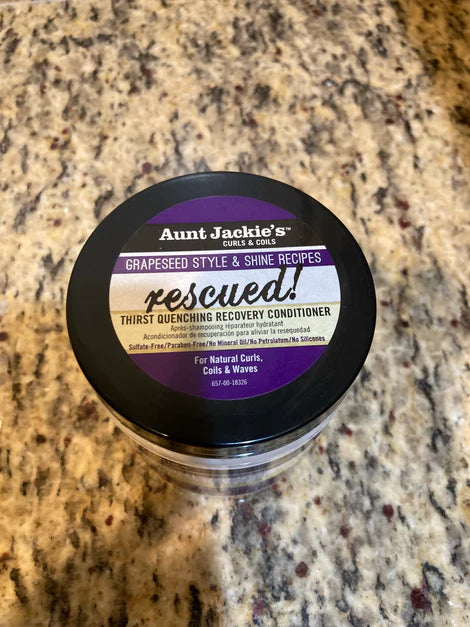 Aunt Jackie's™
CURLS & COILS
GRAPESEED STYLE & SHINE RECIPES
rescued!
THIRST QUENCHING RECOVERY CONDITIONER
Après-shampooing réparateur hydratant
Acondicionador de recuperación para aliviar la resequedad
Sulfate-Free/Paraben-Free/No Mineral Oil/No Petrolatum/No Silicones
For Natural Curls,
Coils & Waves
657-00-18326